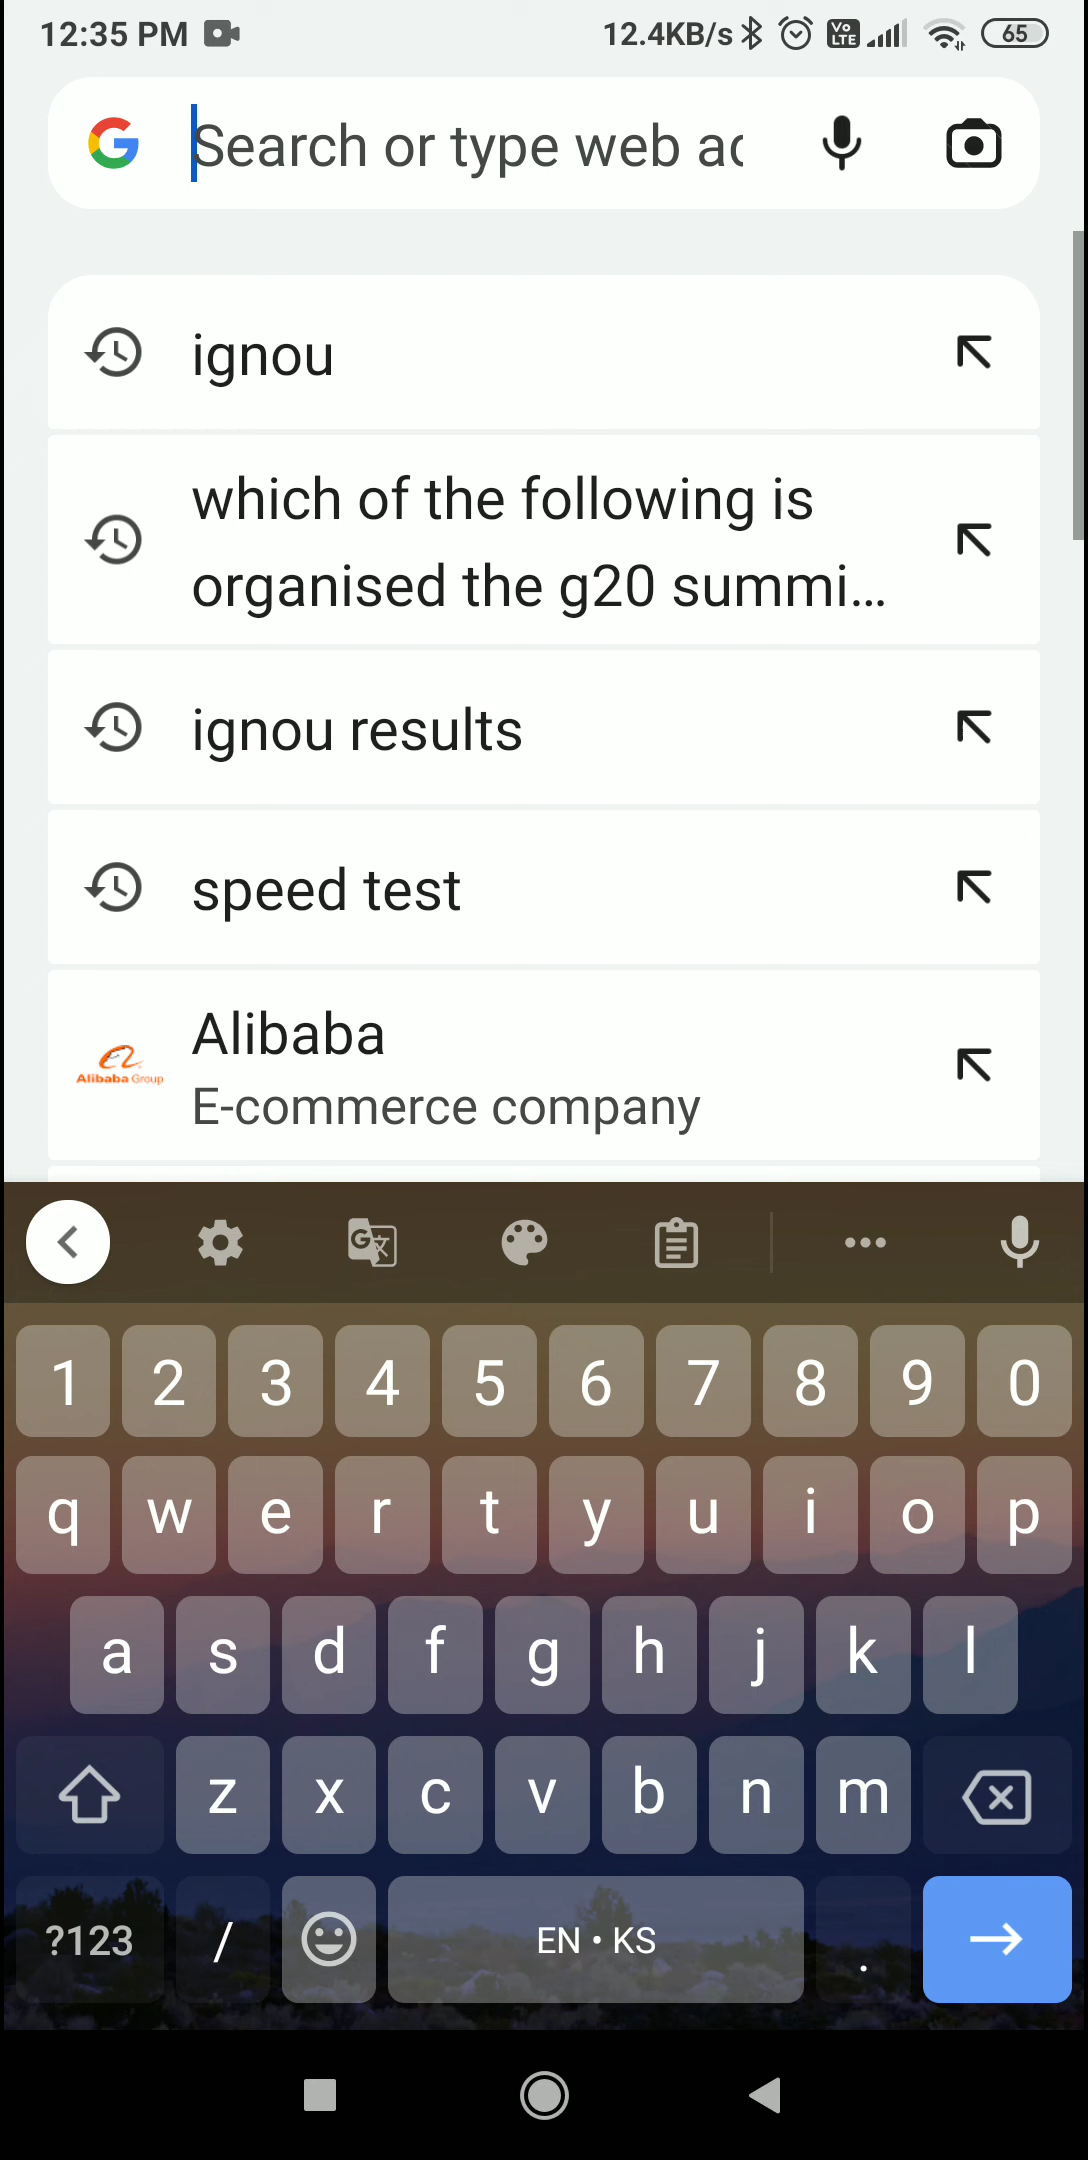 12:35 PM 12.4KB/s Vo LTE 65
Search or type web ac
ignou
which of the following is
organised the g20 summi...
ignou results
speed test
Alibaba
Alibaba Group
E-commerce company
1 2 3 4 5 6 7 8 9 0
q w e r t y u i o p
a s d f g h j k l
z x c v b n m
?123 / EN • KS .